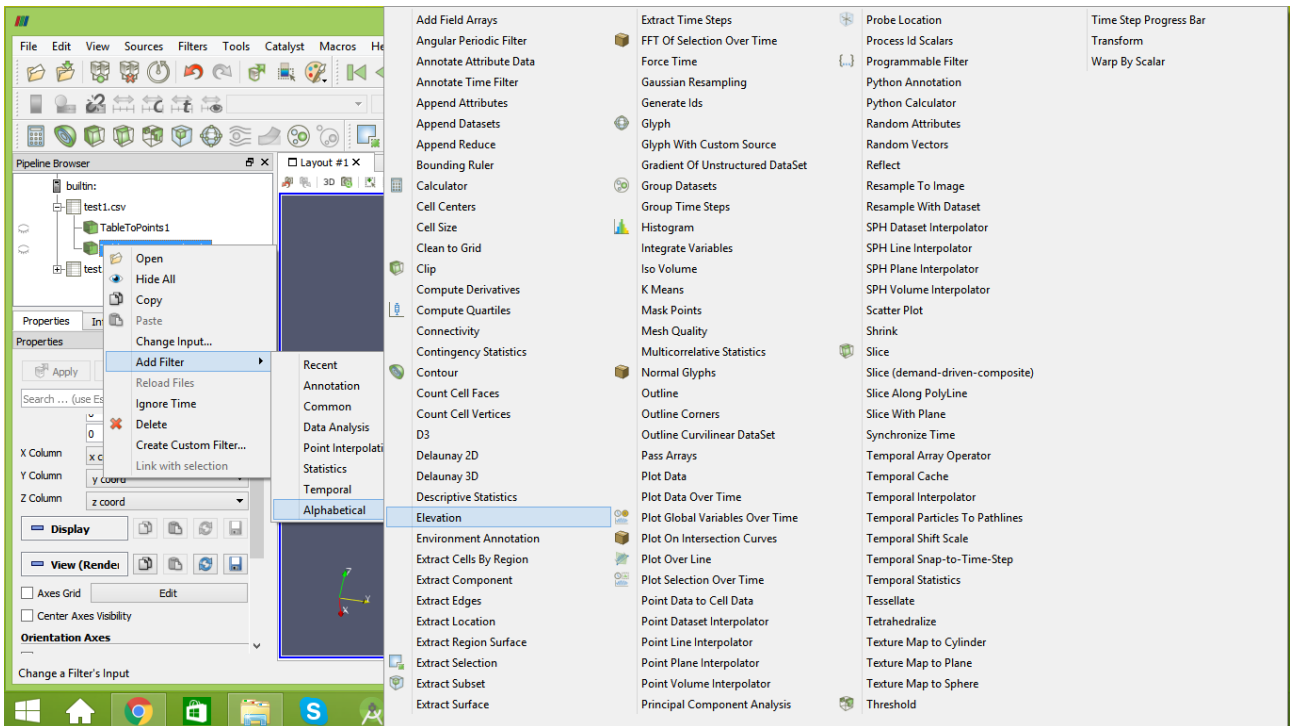 File Edit View Sources Filters Tools Catalyst Macros He
Pipeline Browser
Layout #1
3D
builtin:
test1.csv
TableToPoints1
test
Open
Hide All
Copy
Paste
Change Input...
Add Filter
Reload Files
Ignore Time
Delete
Create Custom Filter...
Link with selection
Properties
Properties
Apply
Search ... (use Es
0
X Column
Y Column
y coord
Z Column
z coord
Display
View (Render
Axes Grid
Edit
Center Axes Visibility
Orientation Axes
Change a Filter's Input
Recent
Annotation
Common
Data Analysis
Point Interpolati
Statistics
Temporal
Alphabetical
Add Field Arrays
Angular Periodic Filter
Annotate Attribute Data
Annotate Time Filter
Append Attributes
Append Datasets
Append Reduce
Bounding Ruler
Calculator
Cell Centers
Cell Size
Clean to Grid
Clip
Compute Derivatives
Compute Quartiles
Connectivity
Contingency Statistics
Contour
Count Cell Faces
Count Cell Vertices
D3
Delaunay 2D
Delaunay 3D
Descriptive Statistics
Elevation
Environment Annotation
Extract Cells By Region
Extract Component
Extract Edges
Extract Location
Extract Region Surface
Extract Selection
Extract Subset
Extract Surface
Extract Time Steps
FFT Of Selection Over Time
Force Time
Gaussian Resampling
Generate Ids
Glyph
Glyph With Custom Source
Gradient Of Unstructured DataSet
Group Datasets
Group Time Steps
Histogram
Integrate Variables
Iso Volume
K Means
Mask Points
Mesh Quality
Multicorrelative Statistics
Normal Glyphs
Outline
Outline Corners
Outline Curvilinear DataSet
Pass Arrays
Plot Data
Plot Data Over Time
Plot Global Variables Over Time
Plot On Intersection Curves
Plot Over Line
Plot Selection Over Time
Point Data to Cell Data
Point Dataset Interpolator
Point Line Interpolator
Point Plane Interpolator
Point Volume Interpolator
Principal Component Analysis
Probe Location
Process Id Scalars
Programmable Filter
Python Annotation
Python Calculator
Random Attributes
Random Vectors
Reflect
Resample To Image
Resample With Dataset
SPH Dataset Interpolator
SPH Line Interpolator
SPH Plane Interpolator
SPH Volume Interpolator
Scatter Plot
Shrink
Slice
Slice (demand-driven-composite)
Slice Along PolyLine
Slice With Plane
Synchronize Time
Temporal Array Operator
Temporal Cache
Temporal Interpolator
Temporal Particles To Pathlines
Temporal Shift Scale
Temporal Snap-to-Time-Step
Temporal Statistics
Tessellate
Tetrahedralize
Texture Map to Cylinder
Texture Map to Plane
Texture Map to Sphere
Threshold
Time Step Progress Bar
Transform
Warp By Scalar